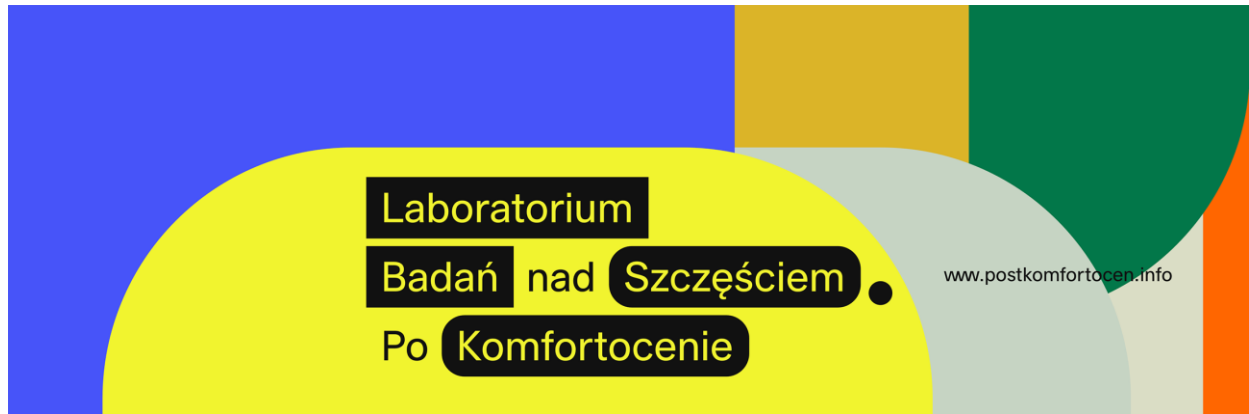 Laboratorium
Badań nad Szczęściem.
Po Komfortocenie
www.postkomfortocen.info